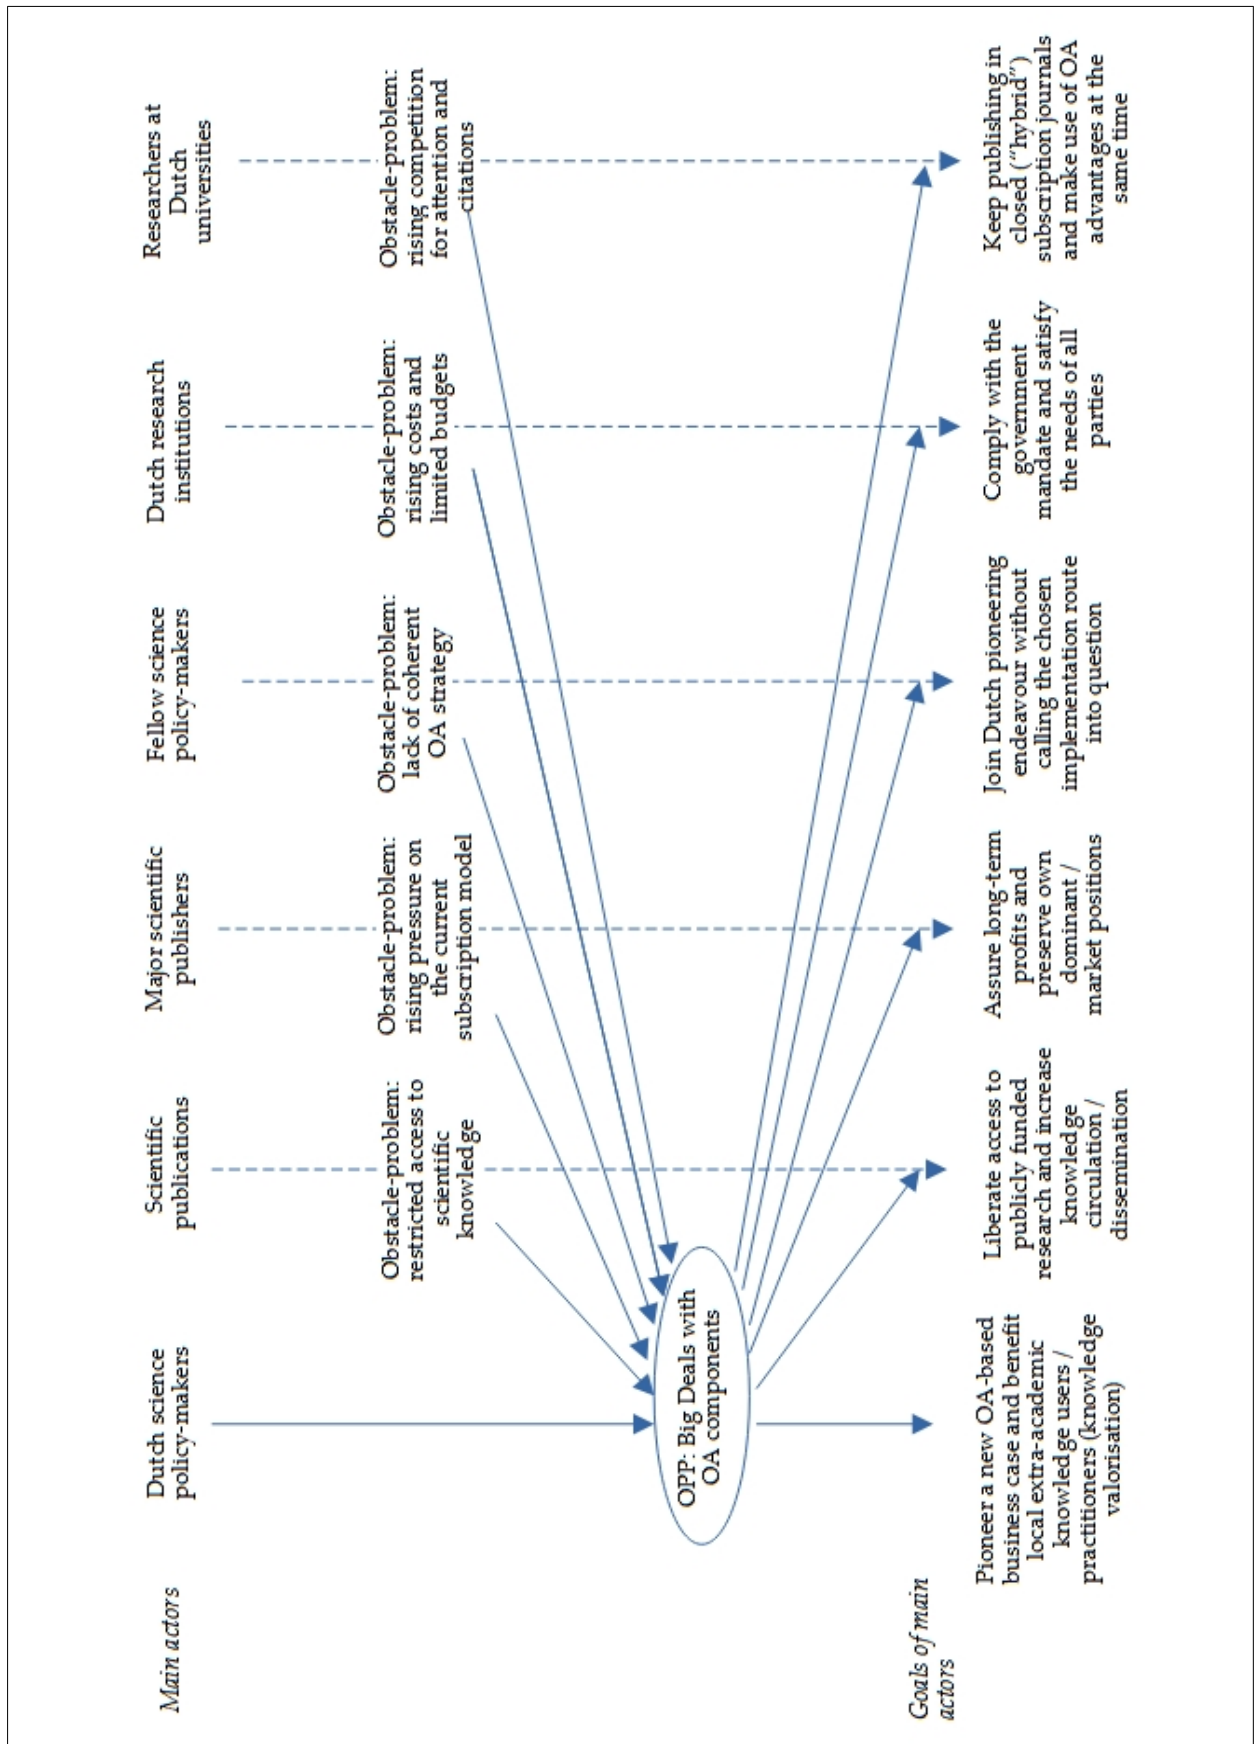 Main actors
Dutch science
policy-makers
Scientific
publications
Major scientific
publishers
Fellow science
policy-makers
Dutch research
institutions
Researchers at
Dutch
universities
Obstacle-problem:
restricted access to
scientific
knowledge
Obstacle-problem:
rising pressure on
the current
subscription model
Obstacle-problem:
lack of coherent
OA strategy
Obstacle-problem:
rising costs and
limited budgets
Obstacle-problem:
rising competition
for attention and
citations
OPP: Big Deals with
OA components
Goals of main
actors
Pioneer a new OA-based
business case and benefit
local extra-academic
knowledge users /
practitioners (knowledge
valorisation)
Liberate access to
publicly funded
research and increase
knowledge
circulation /
dissemination
Assure long-term
profits and
preserve own
dominant /
market positions
Join Dutch pioneering
endeavour without
calling the chosen
implementation route
into question
Comply with the
government
mandate and satisfy
the needs of all
parties
Keep publishing in
closed ("hybrid")
subscription journals
and make use of OA
advantages at the
same time